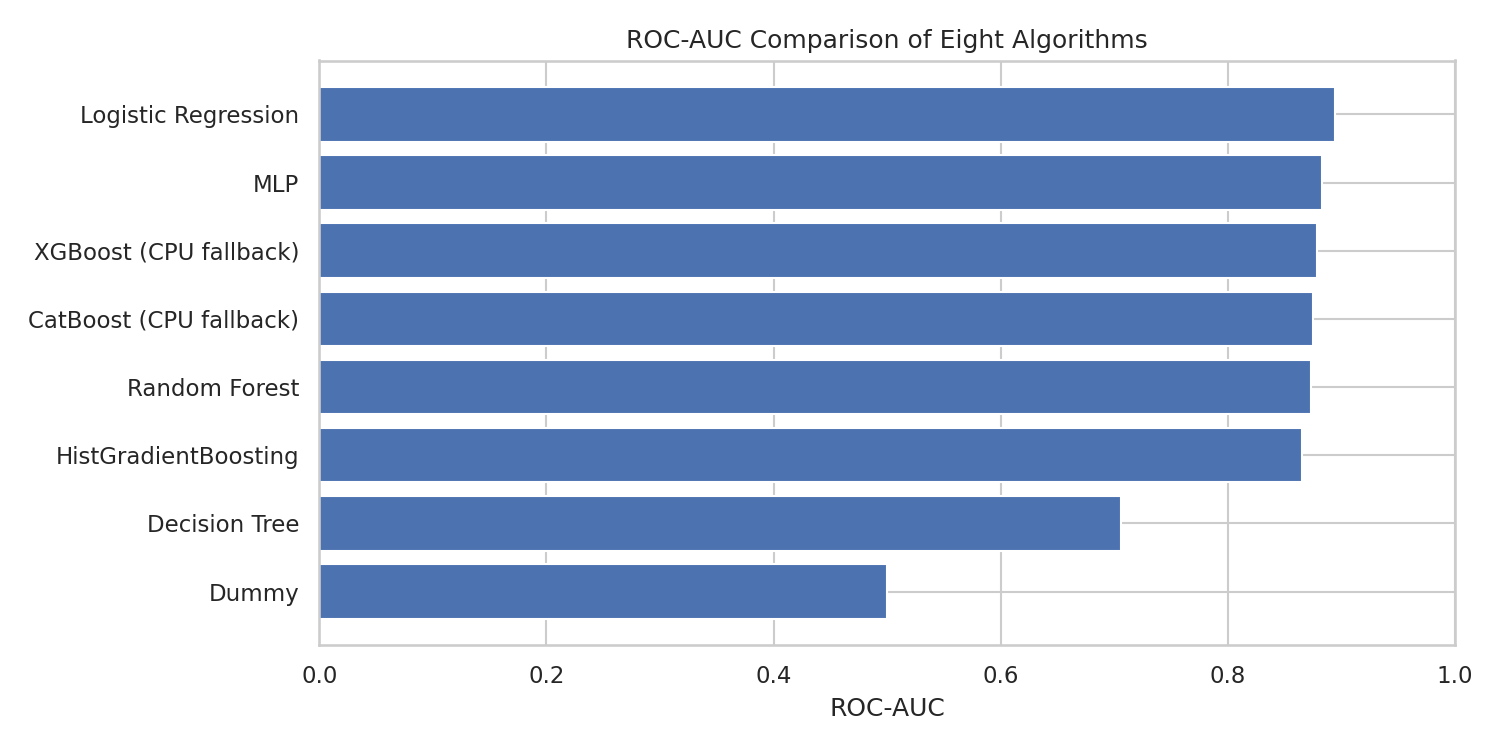 ROC-AUC Comparison of Eight Algorithms
Logistic Regression
MLP
XGBoost (CPU fallback)
CatBoost (CPU fallback)
Random Forest
HistGradientBoosting
Decision Tree
Dummy
0.0 0.2 0.4 0.6 0.8 1.0
ROC-AUC